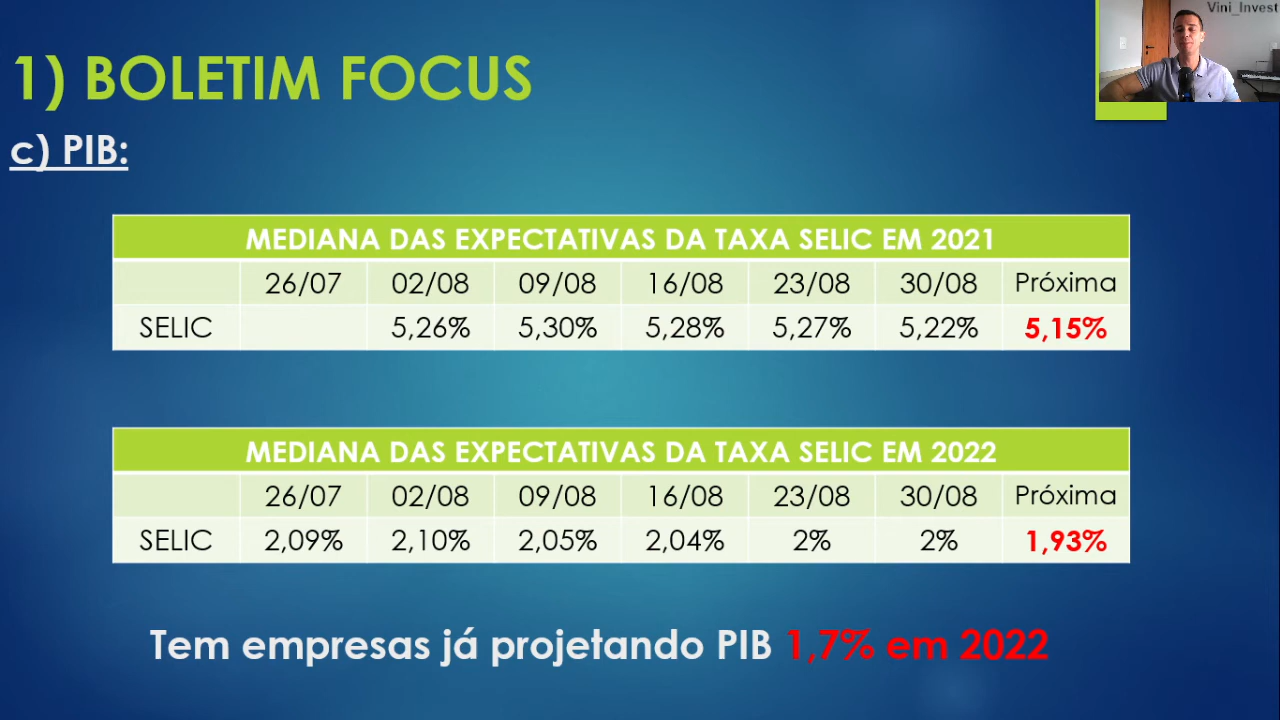 Vini_Invest
1) BOLETIM FOCUS
c) PIB:
MEDIANA DAS EXPECTATIVAS DA TAXA SELIC EM 2021
26/07 02/08 09/08 16/08 23/08 30/08 Próxima
SELIC 5,26% 5,30% 5,28% 5,27% 5,22% 5,15%
MEDIANA DAS EXPECTATIVAS DA TAXA SELIC EM 2022
26/07 02/08 09/08 16/08 23/08 30/08 Próxima
SELIC 2,09% 2,10% 2,05% 2,04% 2% 2% 1,93%
Tem empresas já projetando PIB 1,7% em 2022